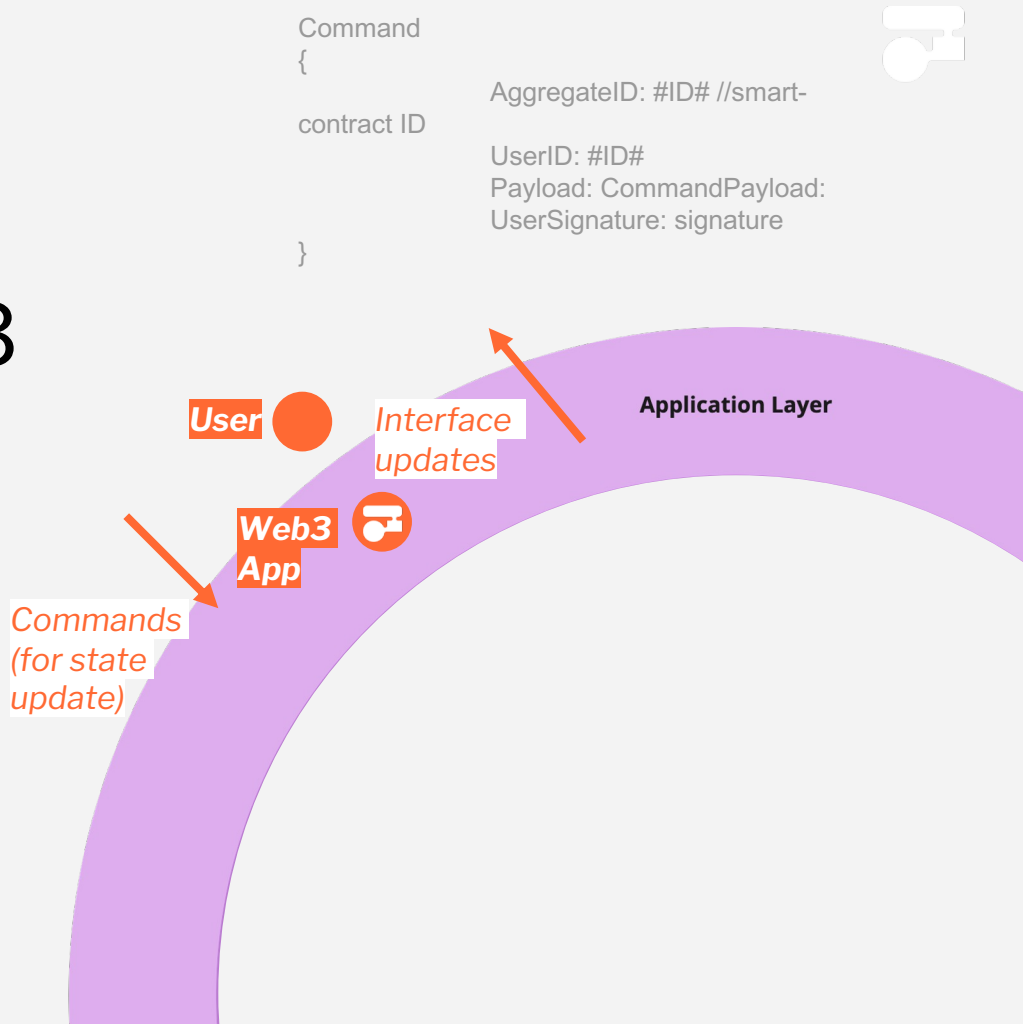 Command
{
AggregateID: #ID# //smart-
contract ID
UserID: #ID#
Payload: CommandPayload:
UserSignature: signature
}
3
User
Interface
updates
Application Layer
Web3
App
Commands
(for state
update)